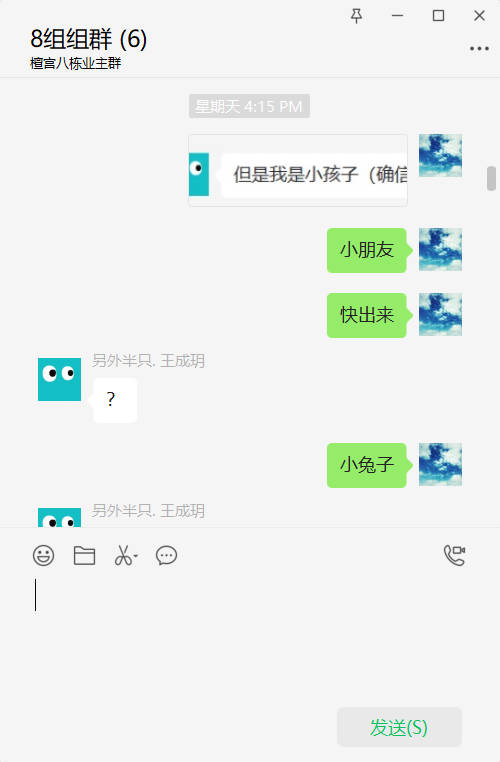 8组组群 (6)
檀宫八栋业主群
星期天 4:15 PM
但是我是小孩子（确信
小朋友
快出来
另外半只. 王成玥
?
小兔子
另外半只. 王成玥
发送(S)